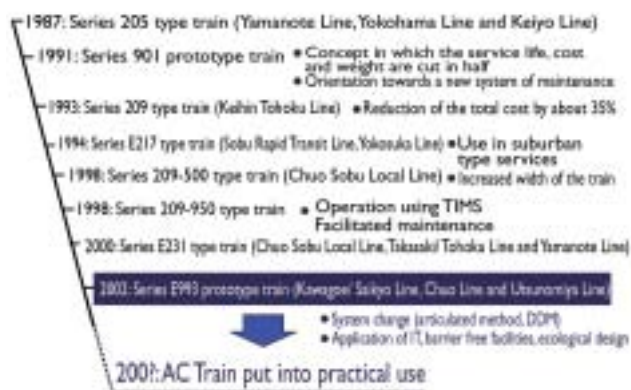 1987: Series 205 type train (Yamanote Line, Yokohama Line and Keiyo Line)
1991: Series 901 prototype train • Concept in which the service life, cost
and weight are cut in half
• Orientation towards a new system of maintenance
1993: Series 209 type train (Keihin Tohoku Line) • Reduction of the total cost by about 35%
1994: Series E217 type train (Sobu Rapid Transit Line, Yokosuka Line) • Use in suburban
type services
1998: Series 209-500 type train (Chuo Sobu Local Line) • Increased width of the train
1998: Series 209-950 type train • Operation using TIMS
Facilitated maintenance
2000: Series E231 type train (Chuo Sobu Local Line, Takasaki/ Tohoku Line and Yamanote Line)
2002: Series E993 prototype train (Kawagoe/ Saikyo Line, Chuo Line and Utsunomiya Line)
• System change (articulated method, DDM)
• Application of IT, barrier free facilities, ecological design
200?: AC Train put into practical use